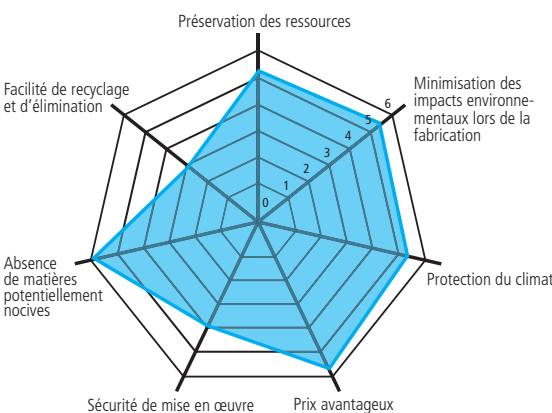 Préservation des ressources
Facilité de recyclage
et d'élimination
Minimisation des
impacts environne-
mentaux lors de la
fabrication
6
5
4
3
2
1
0
Absence
de matières
potentiellement
nocives
Protection du climat
Sécurité de mise en œuvre
Prix avantageux